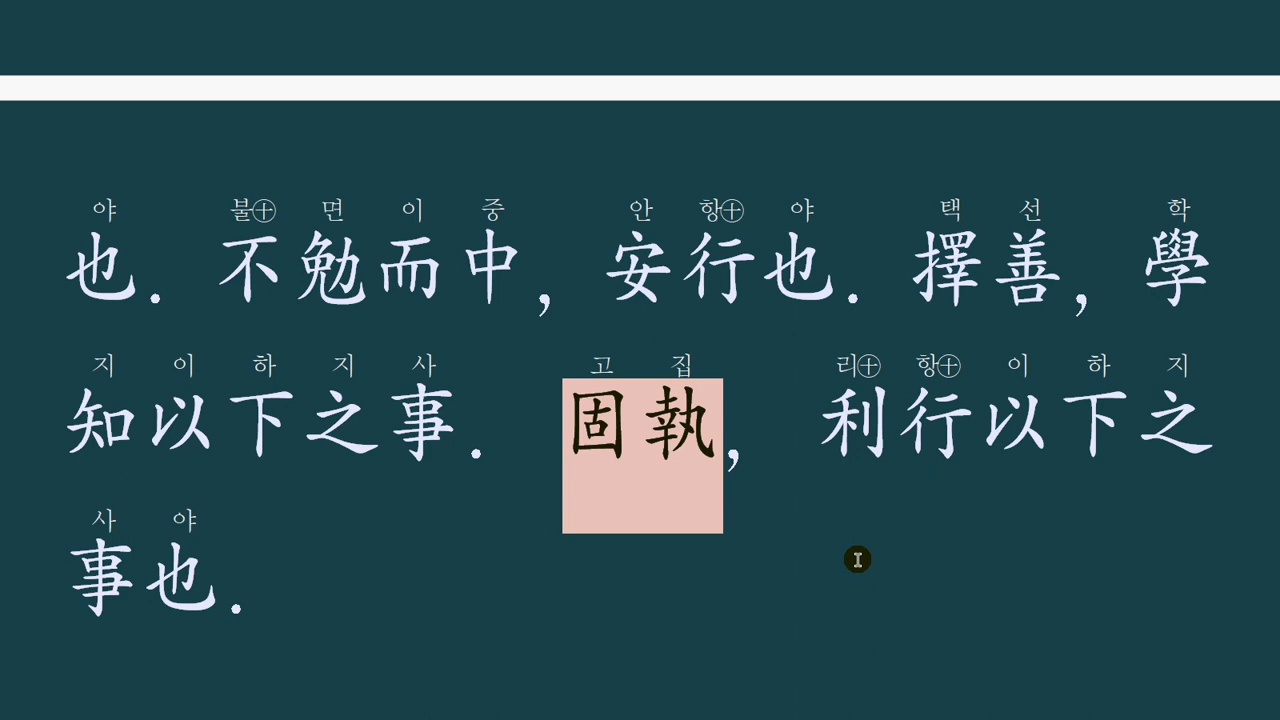 야 불㊉ 면 이 중 안 항㊉ 야 택 선 학
也. 不勉而中, 安行也. 擇善, 學
지 이 하 지 사 고 집 리㊉ 항㊉ 이 하 지
知以下之事. 固執, 利行以下之
사 야
事也.